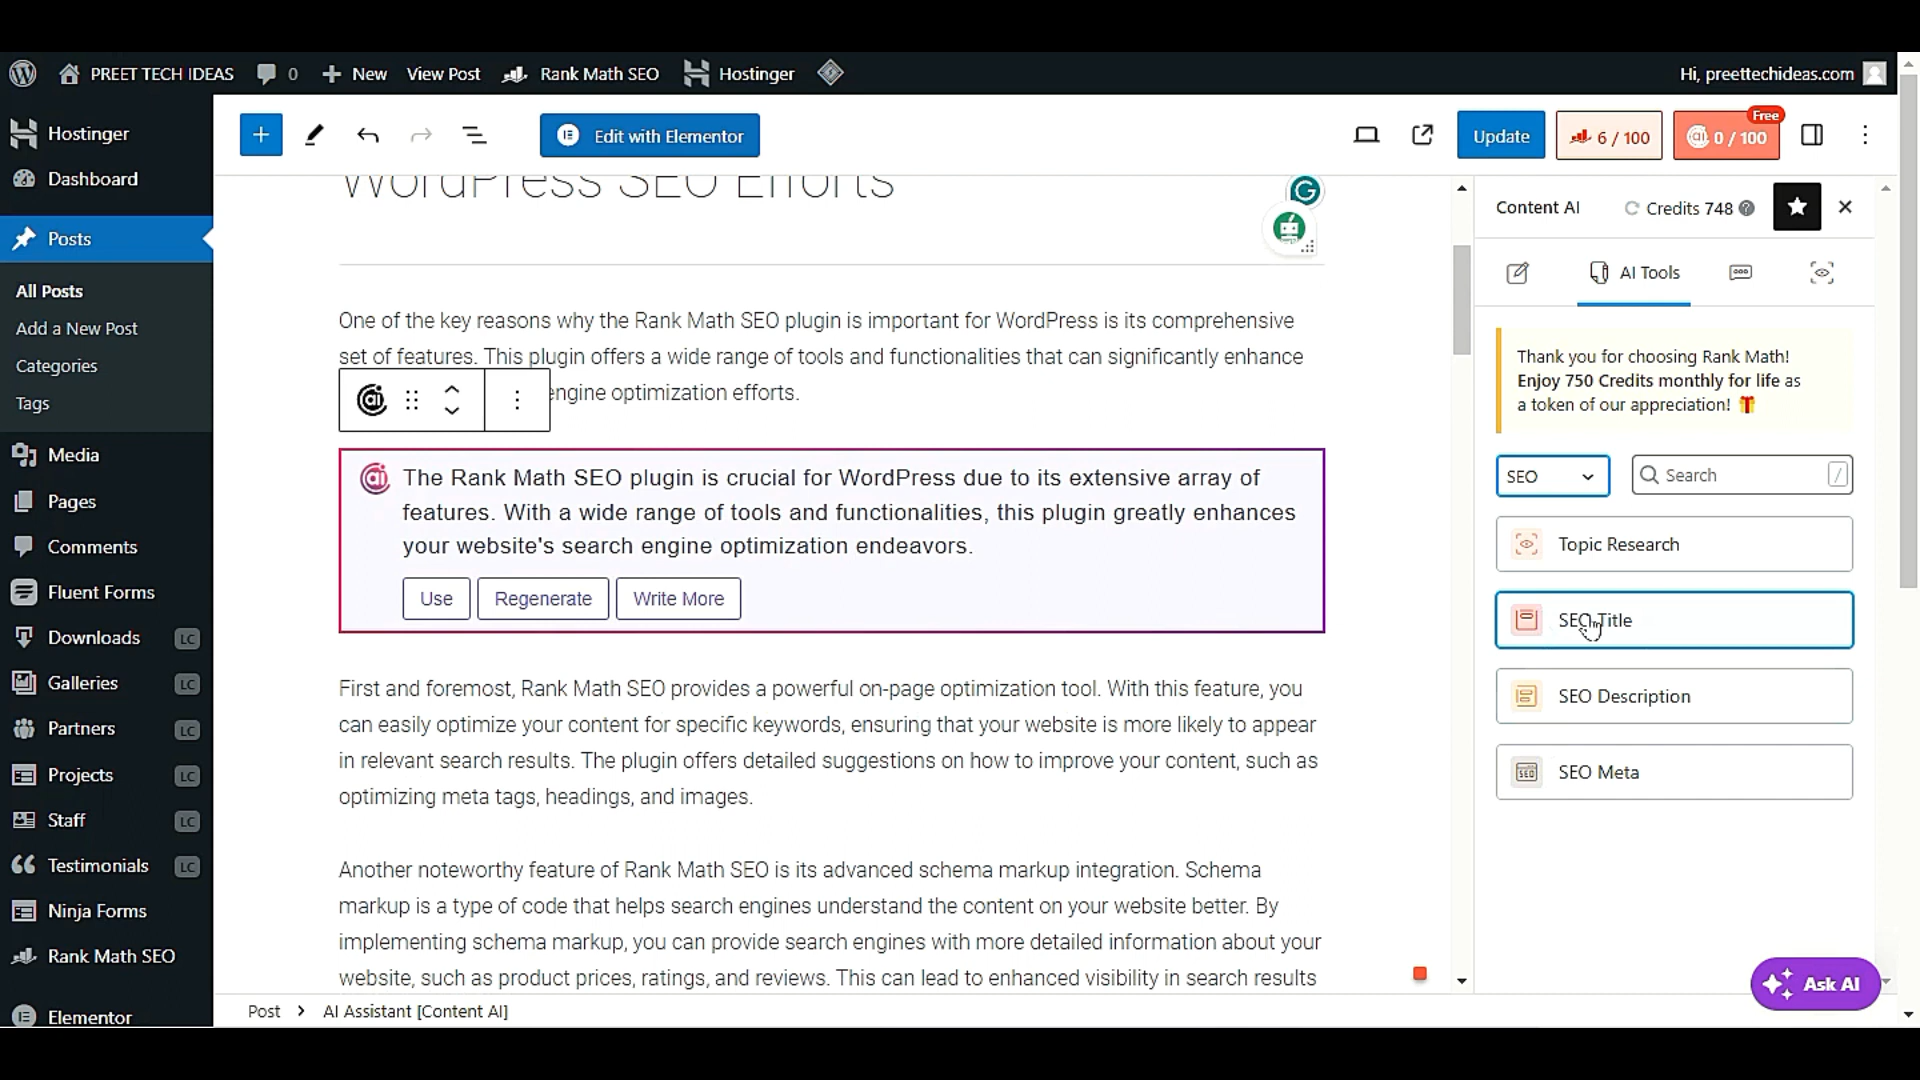 PREET TECH IDEAS 0 New View Post Rank Math SEO Hostinger Hi, preettechideas.com
Hostinger
Dashboard
Posts
All Posts
Add a New Post
Categories
Tags
Media
Pages
Comments
Fluent Forms
Downloads LC
Galleries LC
Partners LC
Projects LC
Staff LC
Testimonials LC
Ninja Forms
Rank Math SEO
Elementor
Edit with Elementor
Update
6 / 100
Free
0 / 100
WordPress SEO Efforts
One of the key reasons why the Rank Math SEO plugin is important for WordPress is its comprehensive
set of features. This plugin offers a wide range of tools and functionalities that can significantly enhance
engine optimization efforts.
The Rank Math SEO plugin is crucial for WordPress due to its extensive array of
features. With a wide range of tools and functionalities, this plugin greatly enhances
your website's search engine optimization endeavors.
Use Regenerate Write More
First and foremost, Rank Math SEO provides a powerful on-page optimization tool. With this feature, you
can easily optimize your content for specific keywords, ensuring that your website is more likely to appear
in relevant search results. The plugin offers detailed suggestions on how to improve your content, such as
optimizing meta tags, headings, and images.
Another noteworthy feature of Rank Math SEO is its advanced schema markup integration. Schema
markup is a type of code that helps search engines understand the content on your website better. By
implementing schema markup, you can provide search engines with more detailed information about your
website, such as product prices, ratings, and reviews. This can lead to enhanced visibility in search results
Post > AI Assistant [Content AI]
Content AI Credits 748
AI Tools
Thank you for choosing Rank Math!
Enjoy 750 Credits monthly for life as
a token of our appreciation!
SEO
Search /
Topic Research
SEO Title
SEO Description
SEO Meta
Ask AI